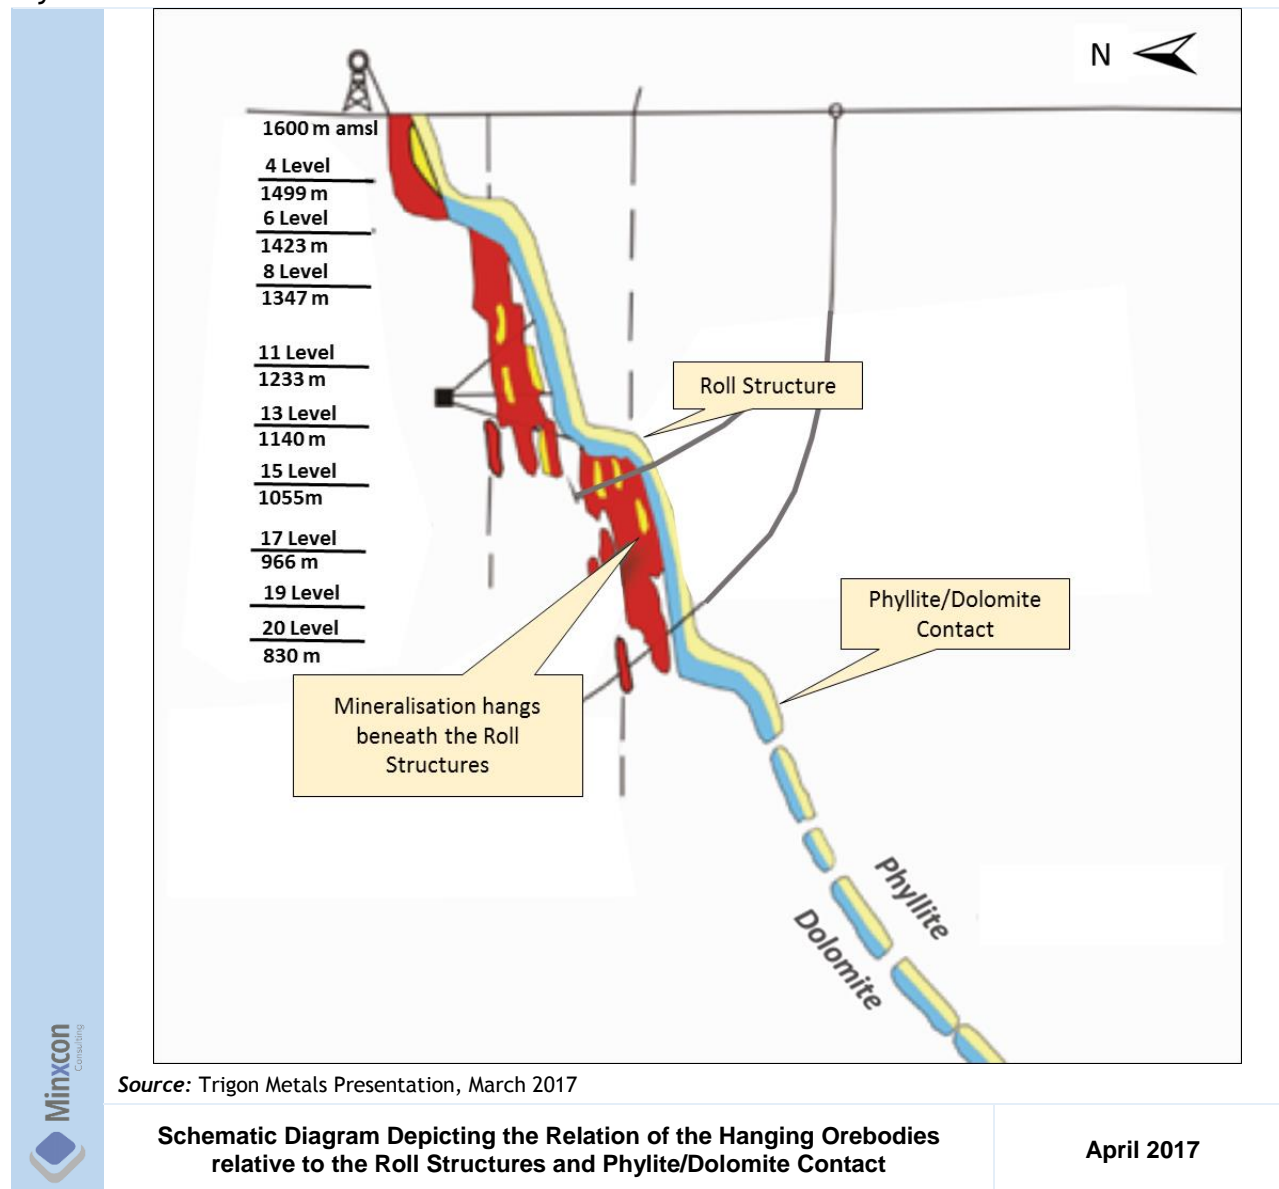 N
1600 m amsl
4 Level
1499 m
6 Level
1423 m
8 Level
1347 m
11 Level
1233 m
13 Level
1140 m
15 Level
1055m
17 Level
966 m
19 Level
20 Level
830 m
Roll Structure
Phyllite/Dolomite
Contact
Mineralisation hangs
beneath the Roll
Structures
Phyllite
Dolomite
Minxcon
Consulting
Source: Trigon Metals Presentation, March 2017
Schematic Diagram Depicting the Relation of the Hanging Orebodies
relative to the Roll Structures and Phylite/Dolomite Contact
April 2017